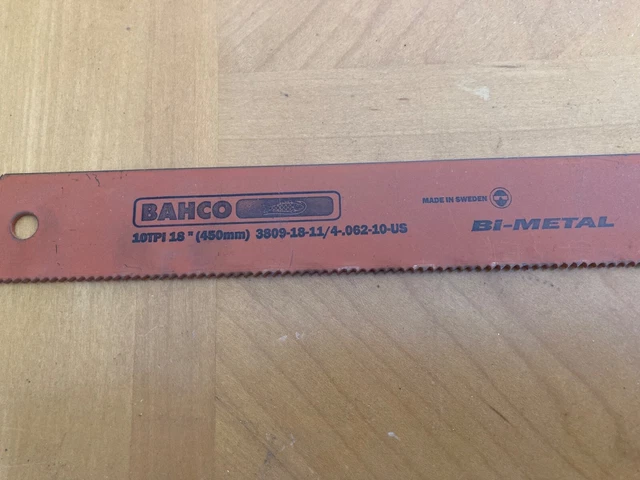 BAHCO
10TPI 18" (450mm) 3809-18-11/4-.062-10-US
MADE IN SWEDEN
BI-METAL